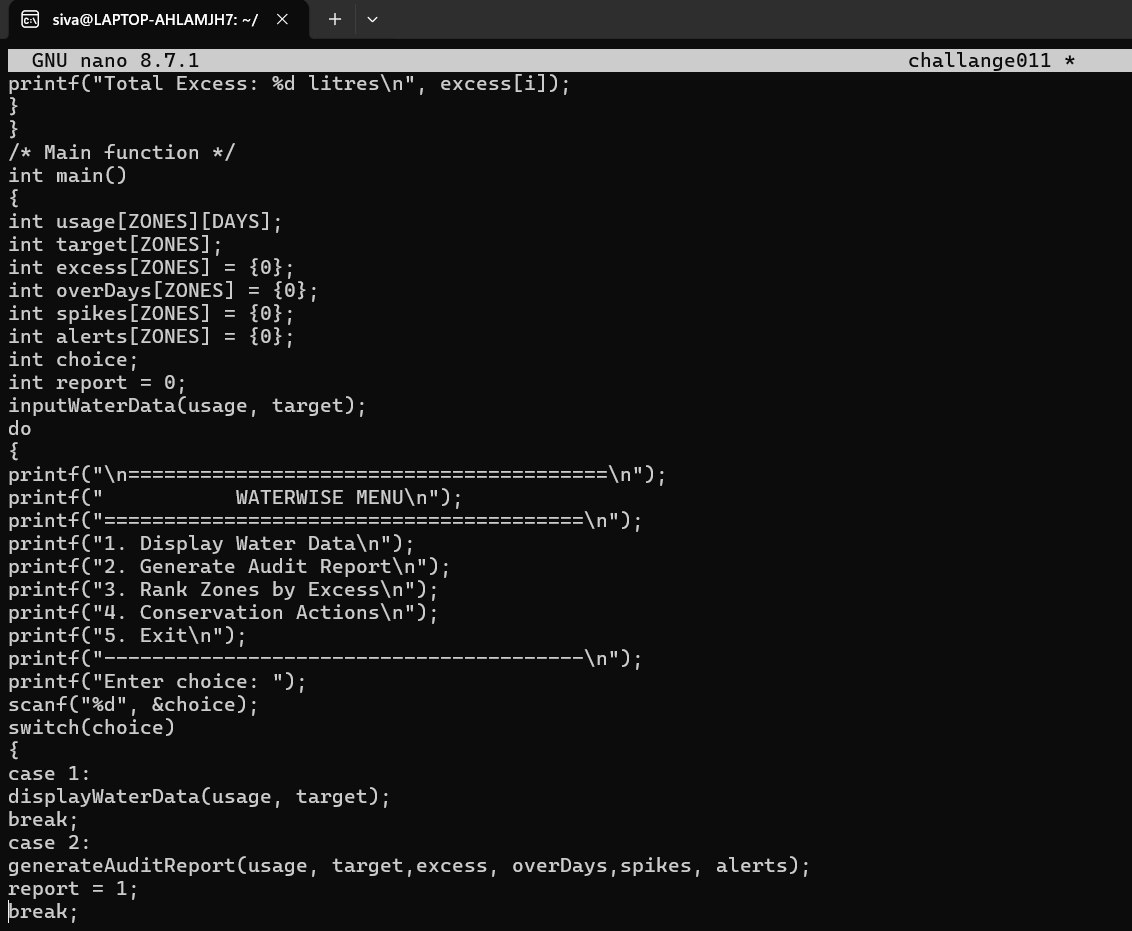 siva@LAPTOP-AHLAMJH7: ~/
GNU nano 8.7.1 challange011 *
printf("Total Excess: %d litres\n", excess[i]);
}
}
/* Main function */
int main()
{
int usage[ZONES][DAYS];
int target[ZONES];
int excess[ZONES] = {0};
int overDays[ZONES] = {0};
int spikes[ZONES] = {0};
int alerts[ZONES] = {0};
int choice;
int report = 0;
inputWaterData(usage, target);
do
{
printf("\n========================================\n");
printf("           WATERWISE MENU\n");
printf("========================================\n");
printf("1. Display Water Data\n");
printf("2. Generate Audit Report\n");
printf("3. Rank Zones by Excess\n");
printf("4. Conservation Actions\n");
printf("5. Exit\n");
printf("----------------------------------------\n");
printf("Enter choice: ");
scanf("%d", &choice);
switch(choice)
{
case 1:
displayWaterData(usage, target);
break;
case 2:
generateAuditReport(usage, target,excess, overDays,spikes, alerts);
report = 1;
break;